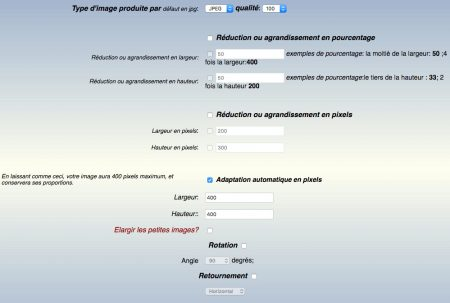 Type d'image produite par défaut en jpg: JPEG qualité: 100
Réduction ou agrandissement en pourcentage
Réduction ou agrandissement en largeur: 50 exemples de pourcentage: la moitié de la largeur: 50 ;4
fois la largeur:400
Réduction ou agrandissement en hauteur: 50 exemples de pourcentage:le tiers de la hauteur : 33; 2
fois la hauteur 200
Réduction ou agrandissement en pixels
Largeur en pixels: 200
Hauteur en pixels: 300
En laissant comme ceci, votre image aura 400 pixels maximum, et
conservera ses proportions.
Adaptation automatique en pixels
Largeur: 400
Hauteur:: 400
Elargir les petites images?
Rotation
Angle 90 degrés;
Retournement
Horizontal